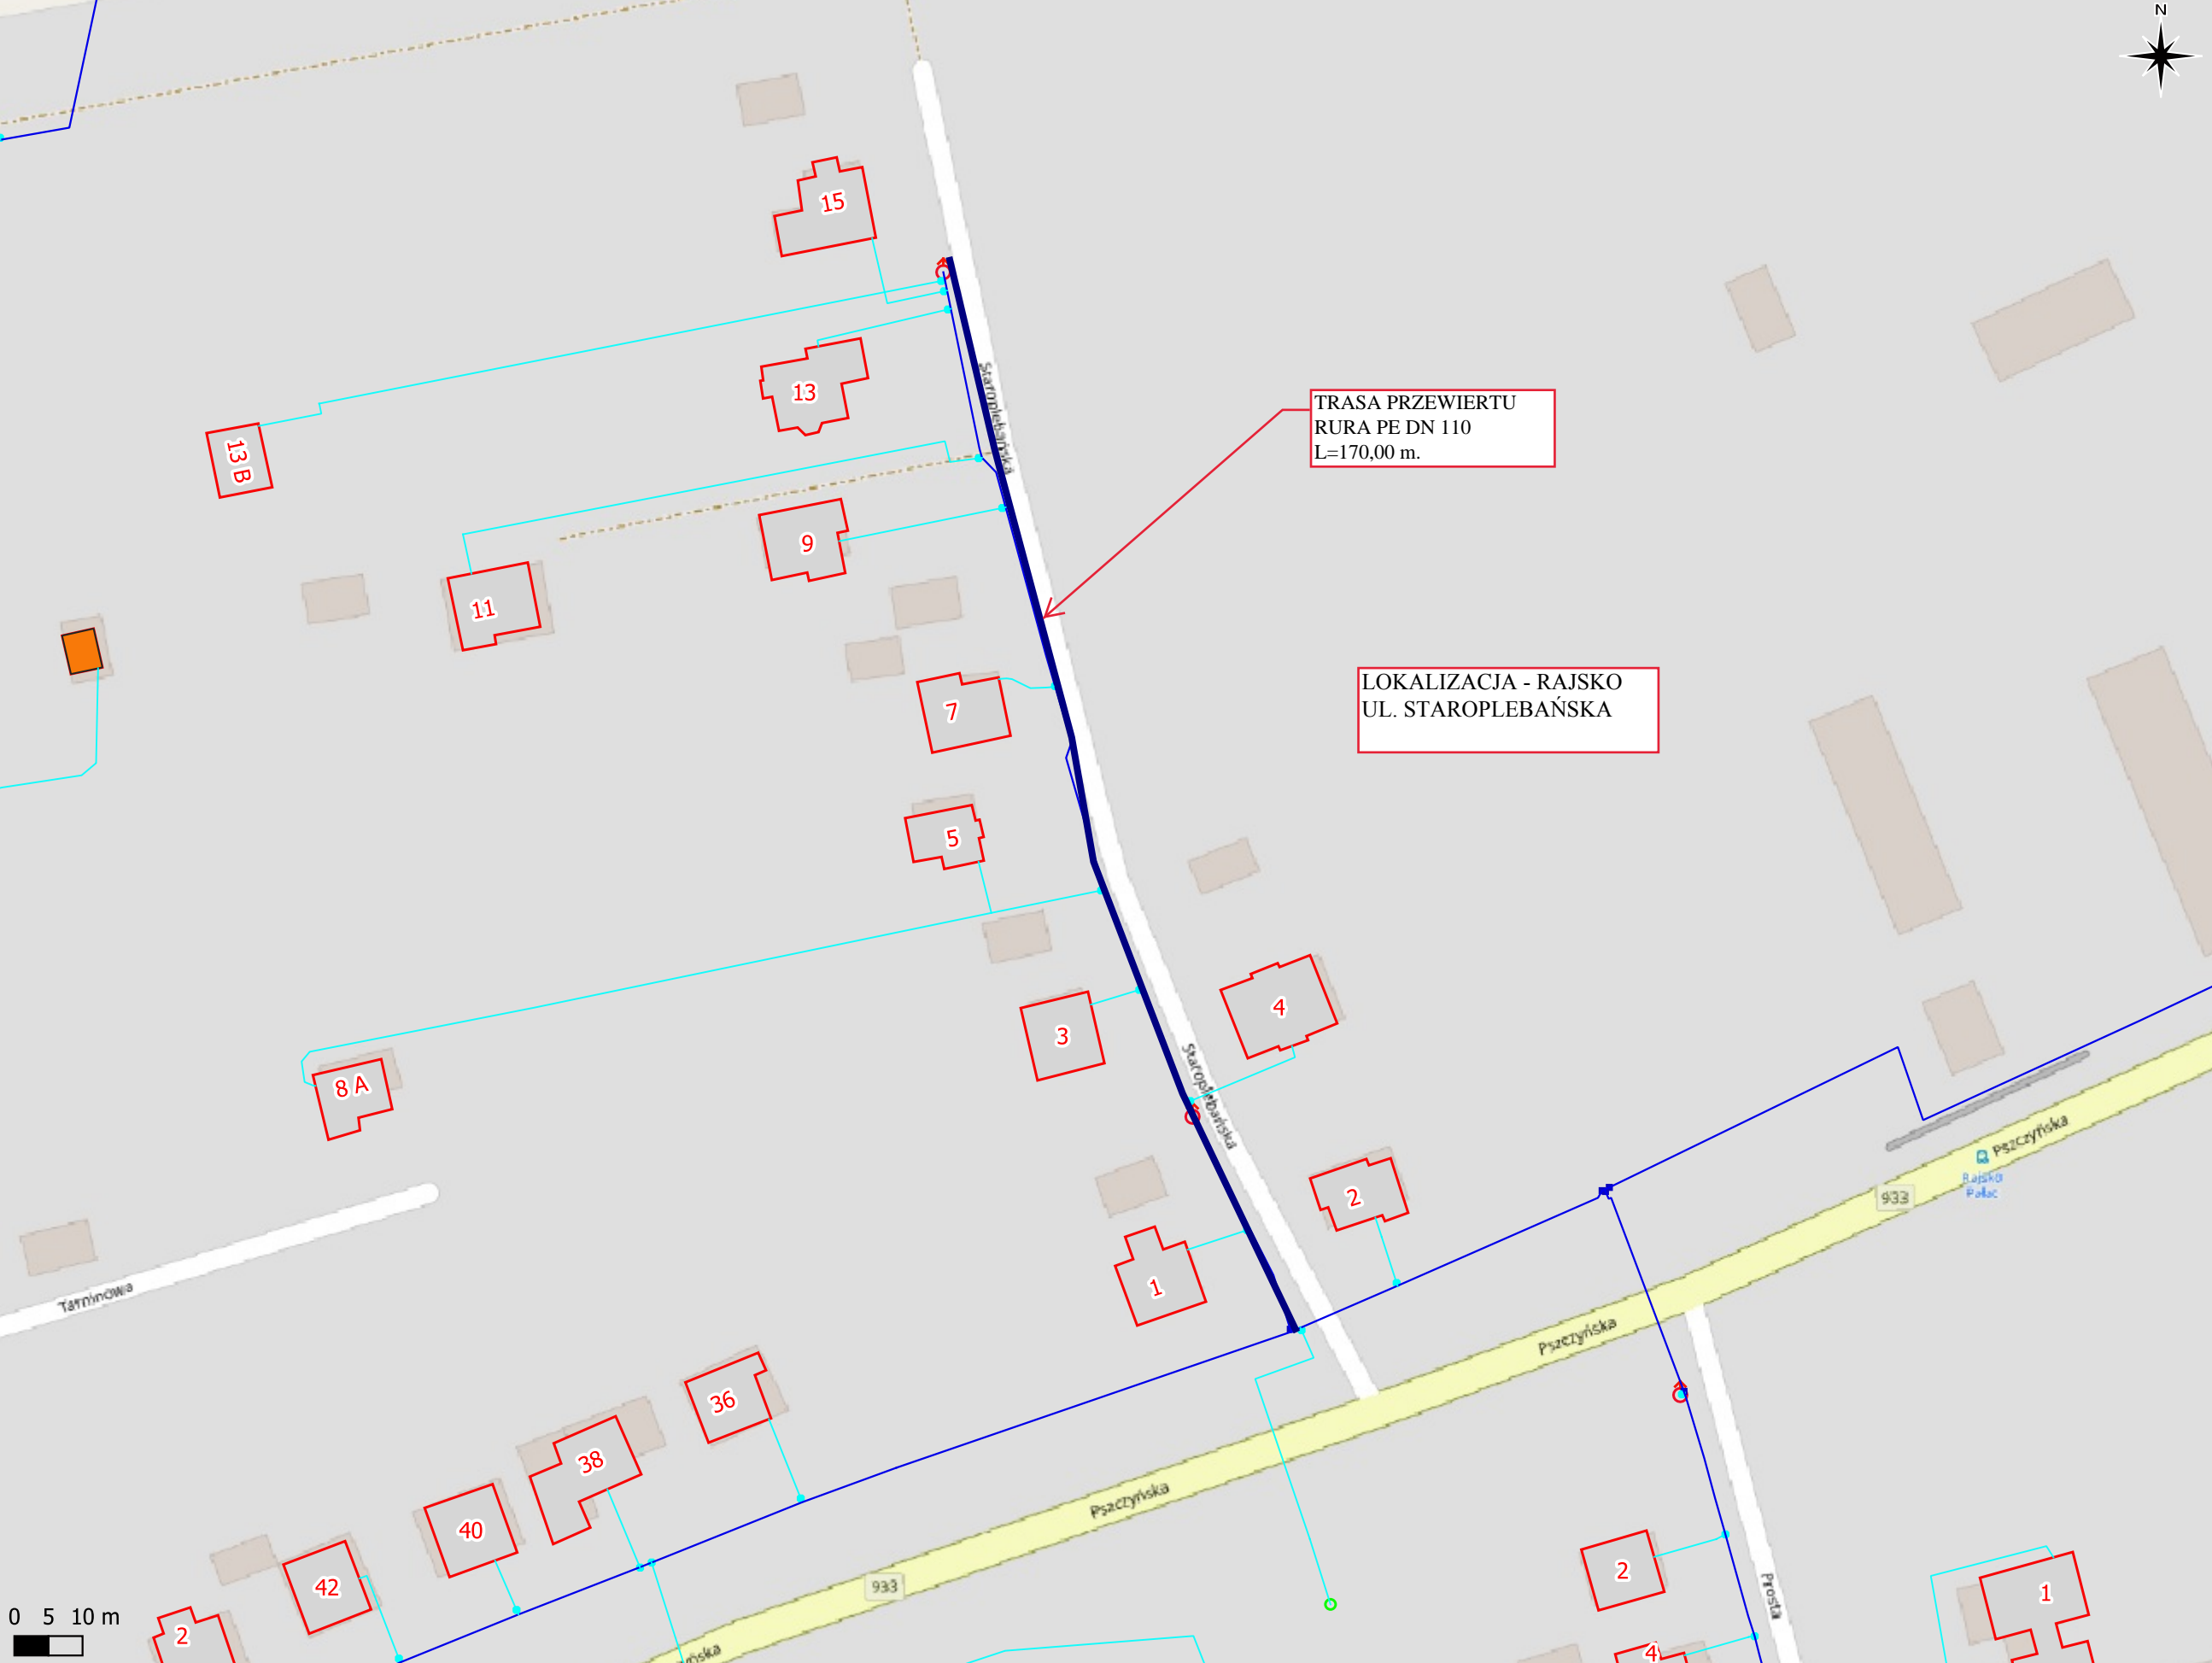 N
15
Staroplebańska
TRASA PRZEWIERTU
RURA PE DN 110
L=170,00 m.
13
13 B
9
11
LOKALIZACJA - RAJSKO
UL. STAROPLEBAŃSKA
7
5
3
4
Staroplebańska
8 A
Pszczyńska
Rajsko
Pałac
933
2
1
Tarninowa
Pszczyńska
36
38
Pszczyńska
40
933
42
2
1
Prosta
0 5 10 m
2
4